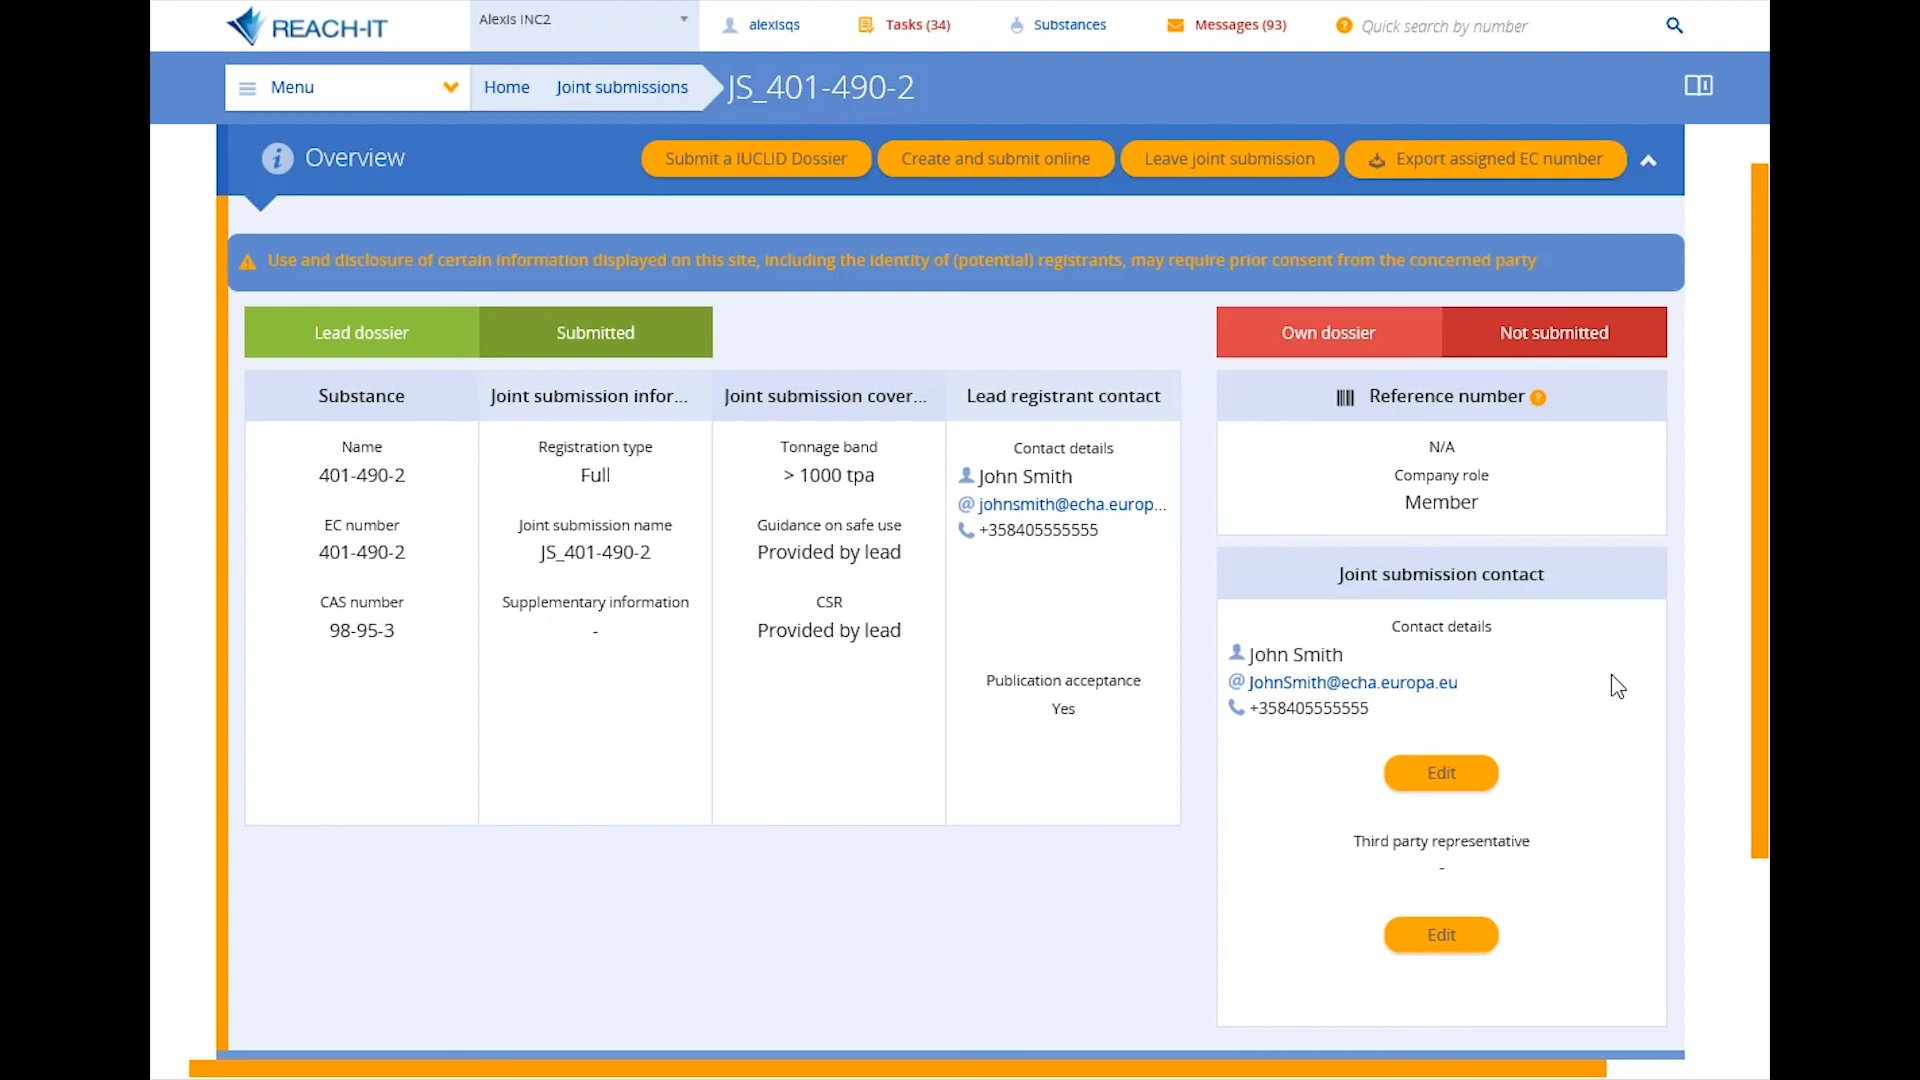 REACH-IT
Alexis INC2
alexisqs
Tasks (34)
Substances
Messages (93)
Quick search by number
Menu
Home
Joint submissions
JS_401-490-2
Overview
Submit a IUCLID Dossier
Create and submit online
Leave joint submission
Export assigned EC number
Use and disclosure of certain information displayed on this site, including the identity of (potential) registrants, may require prior consent from the concerned party
Lead dossier
Submitted
Substance
Name
401-490-2
EC number
401-490-2
CAS number
98-95-3
Joint submission infor...
Registration type
Full
Joint submission name
JS_401-490-2
Supplementary information
-
Joint submission cover...
Tonnage band
> 1000 tpa
Guidance on safe use
Provided by lead
CSR
Provided by lead
Lead registrant contact
Contact details
John Smith
@ johnsmith@echa.europ...
+358405555555
Publication acceptance
Yes
Own dossier
Not submitted
Reference number ?
N/A
Company role
Member
Joint submission contact
Contact details
John Smith
@ JohnSmith@echa.europa.eu
+358405555555
Edit
Third party representative
-
Edit